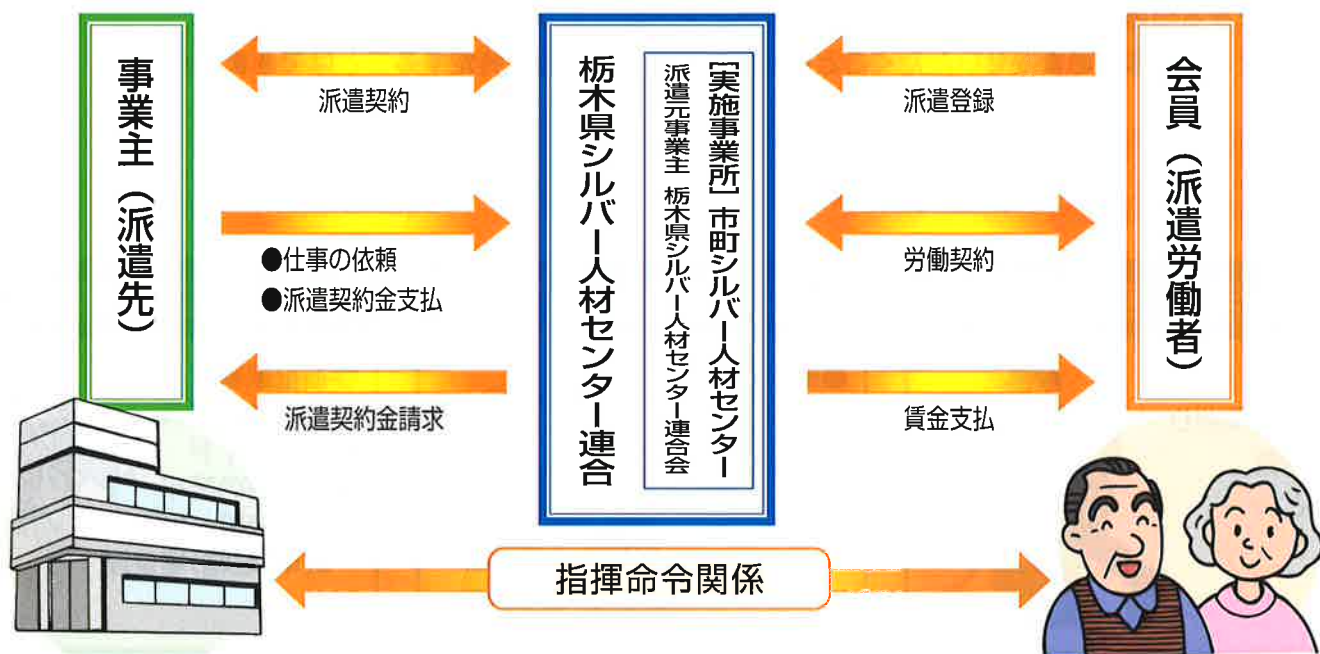 事業主（派遣先）
派遣契約
●仕事の依頼
●派遣契約金支払
派遣契約金請求
栃木県シルバー人材センター連合
［実施事業所］市町シルバー人材センター
派遣元事業主 栃木県シルバー人材センター連合会
派遣登録
労働契約
賃金支払
会員（派遣労働者）
指揮命令関係